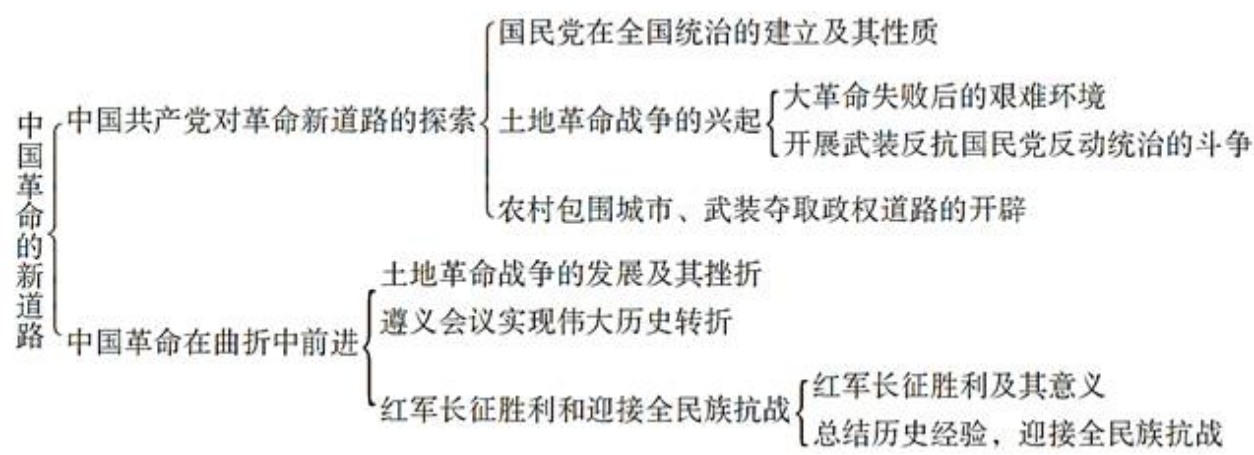 中国革命的新道路
中国共产党对革命新道路的探索
国民党在全国统治的建立及其性质
土地革命战争的兴起
大革命失败后的艰难环境
开展武装反抗国民党反动统治的斗争
农村包围城市、武装夺取政权道路的开辟
中国革命在曲折中前进
土地革命战争的发展及其挫折
遵义会议实现伟大历史转折
红军长征胜利和迎接全民族抗战
红军长征胜利及其意义
总结历史经验，迎接全民族抗战